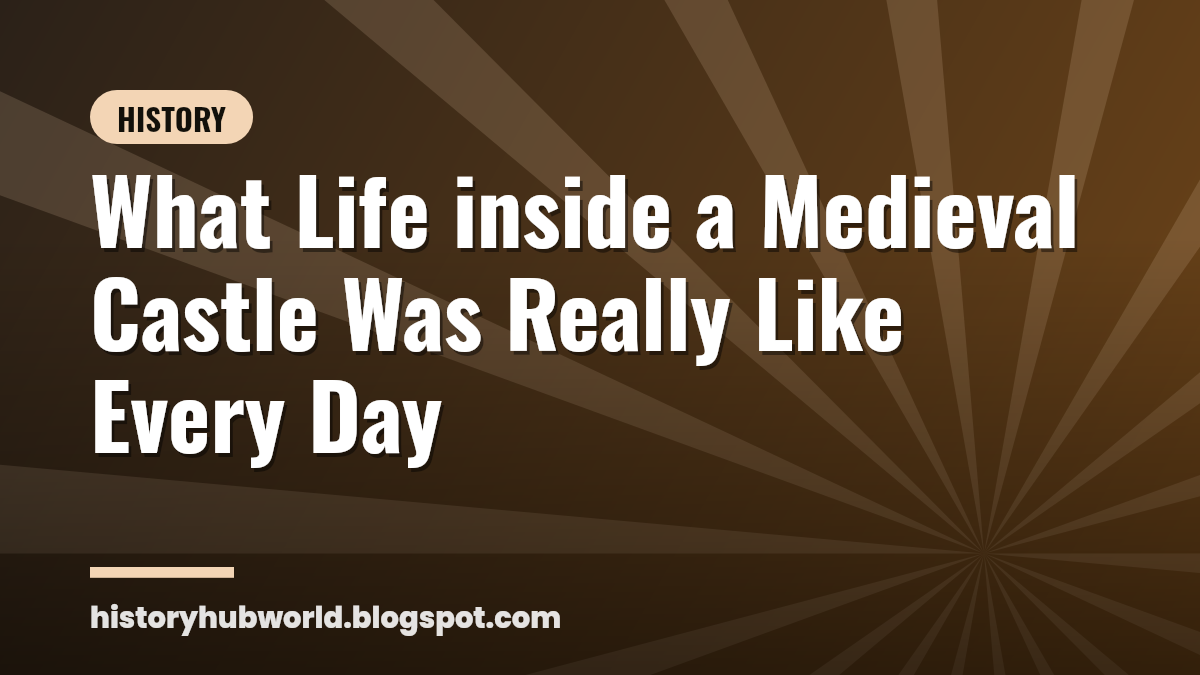 HISTORY
What Life inside a Medieval
Castle Was Really Like
Every Day
historyhubworld.blogspot.com